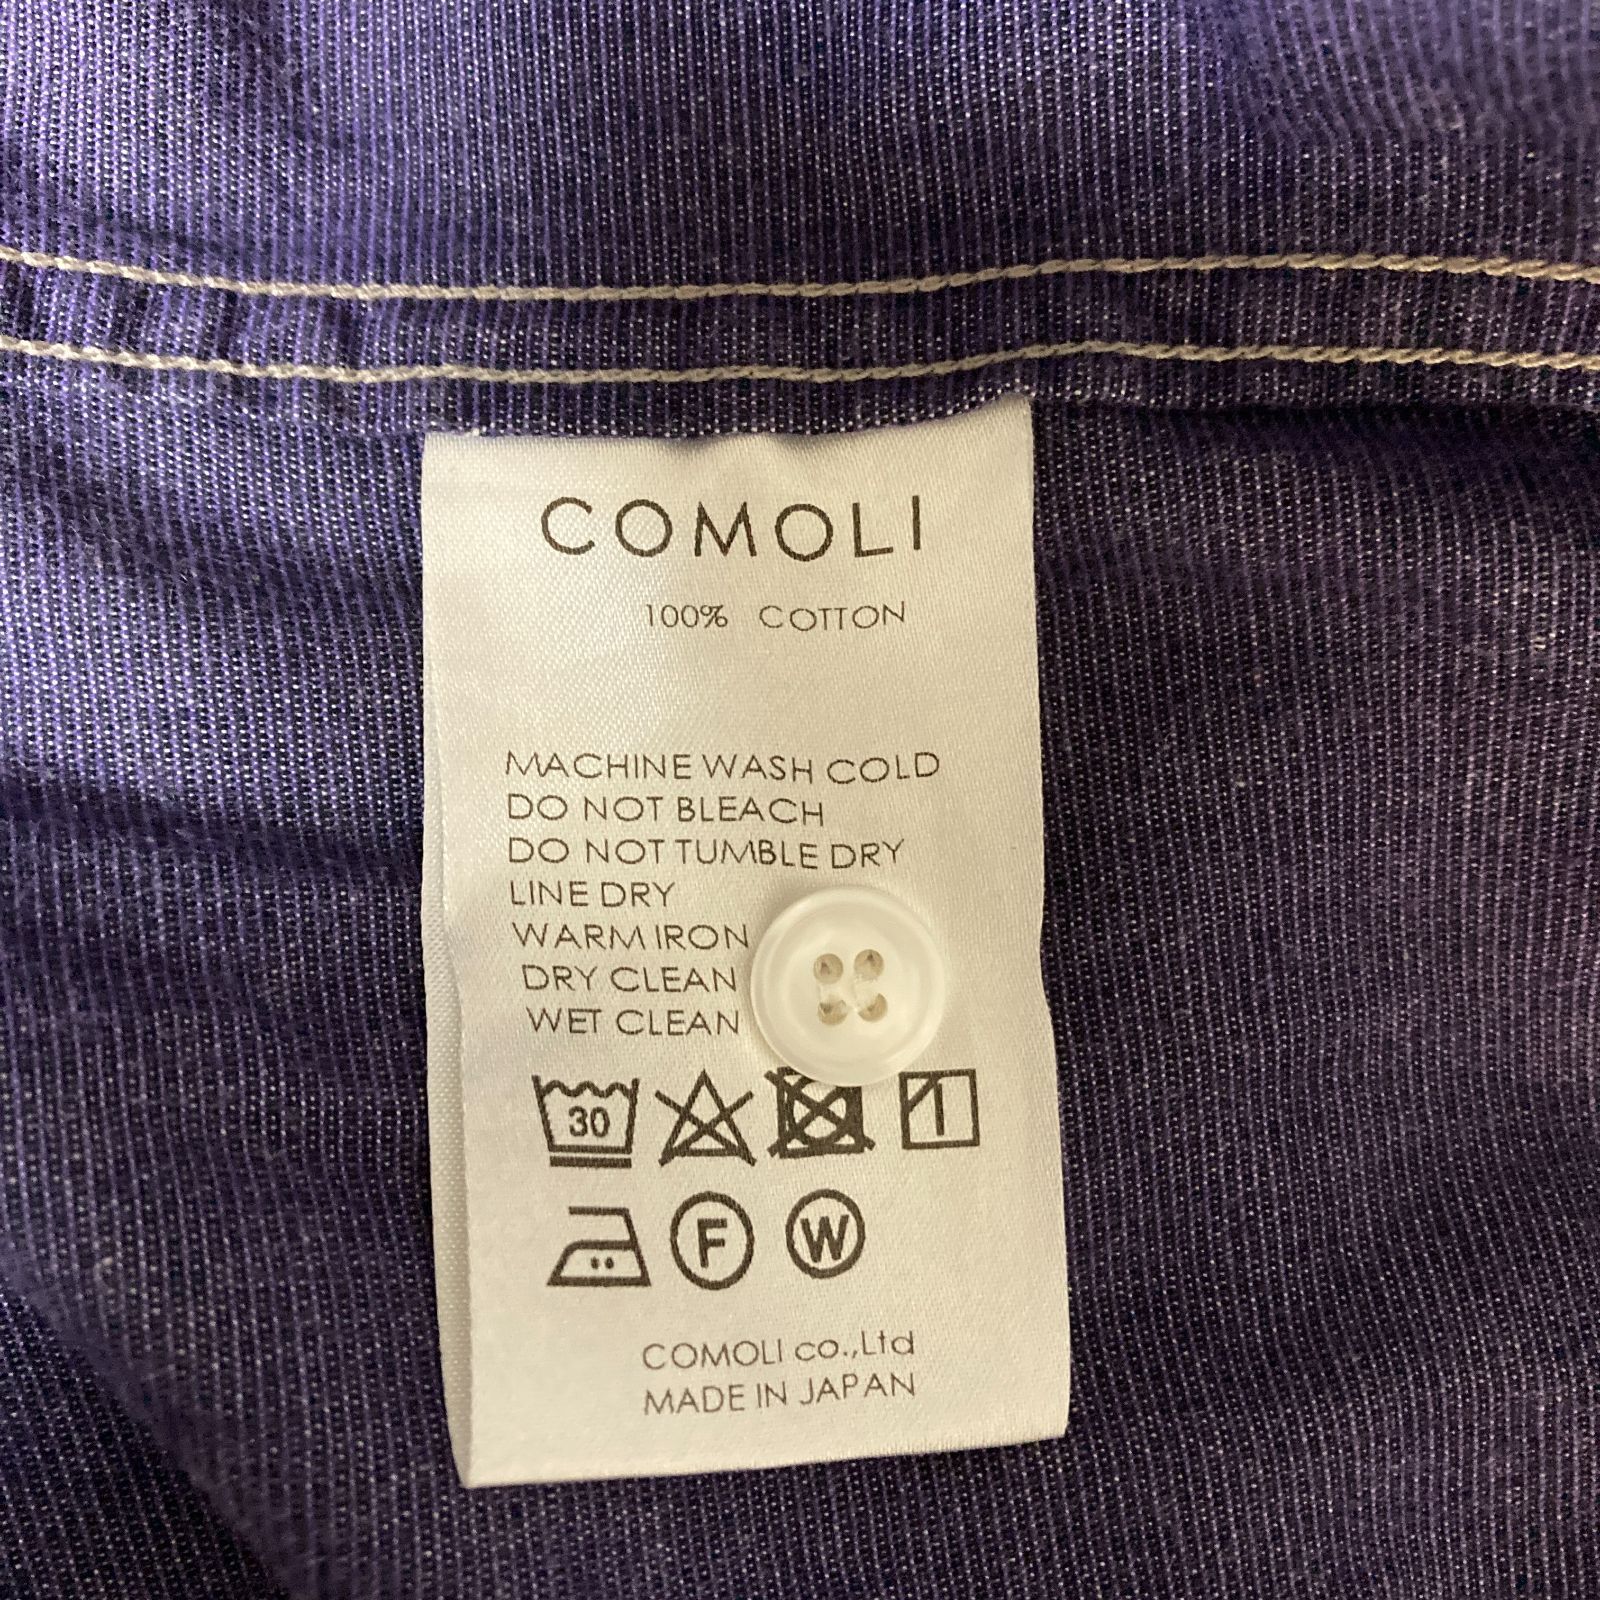 COMOLI
100% COTTON
MACHINE WASH COLD
DO NOT BLEACH
DO NOT TUMBLE DRY
LINE DRY
WARM IRON
DRY CLEAN
WET CLEAN
30
F W
COMOLI co.,Ltd
MADE IN JAPAN